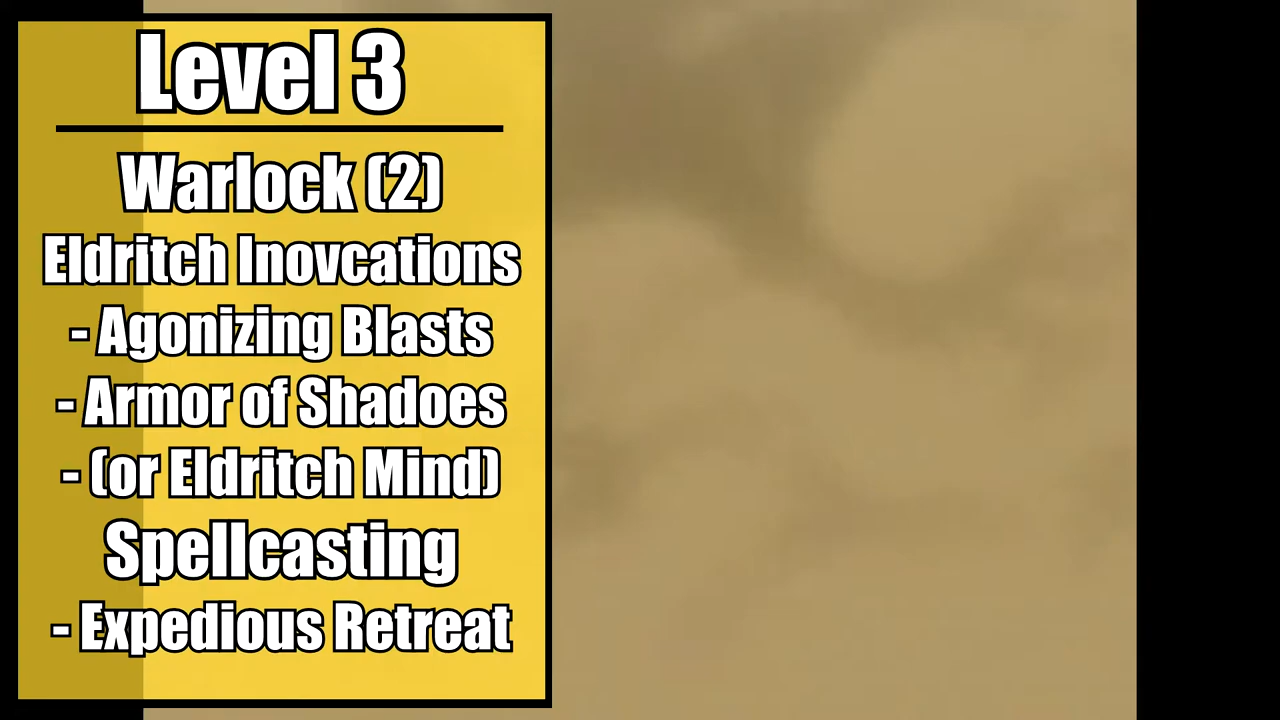 Level 3
Warlock (2)
Eldritch Inovcations
- Agonizing Blasts
- Armor of Shadoes
- (or Eldritch Mind)
Spellcasting
- Expedious Retreat